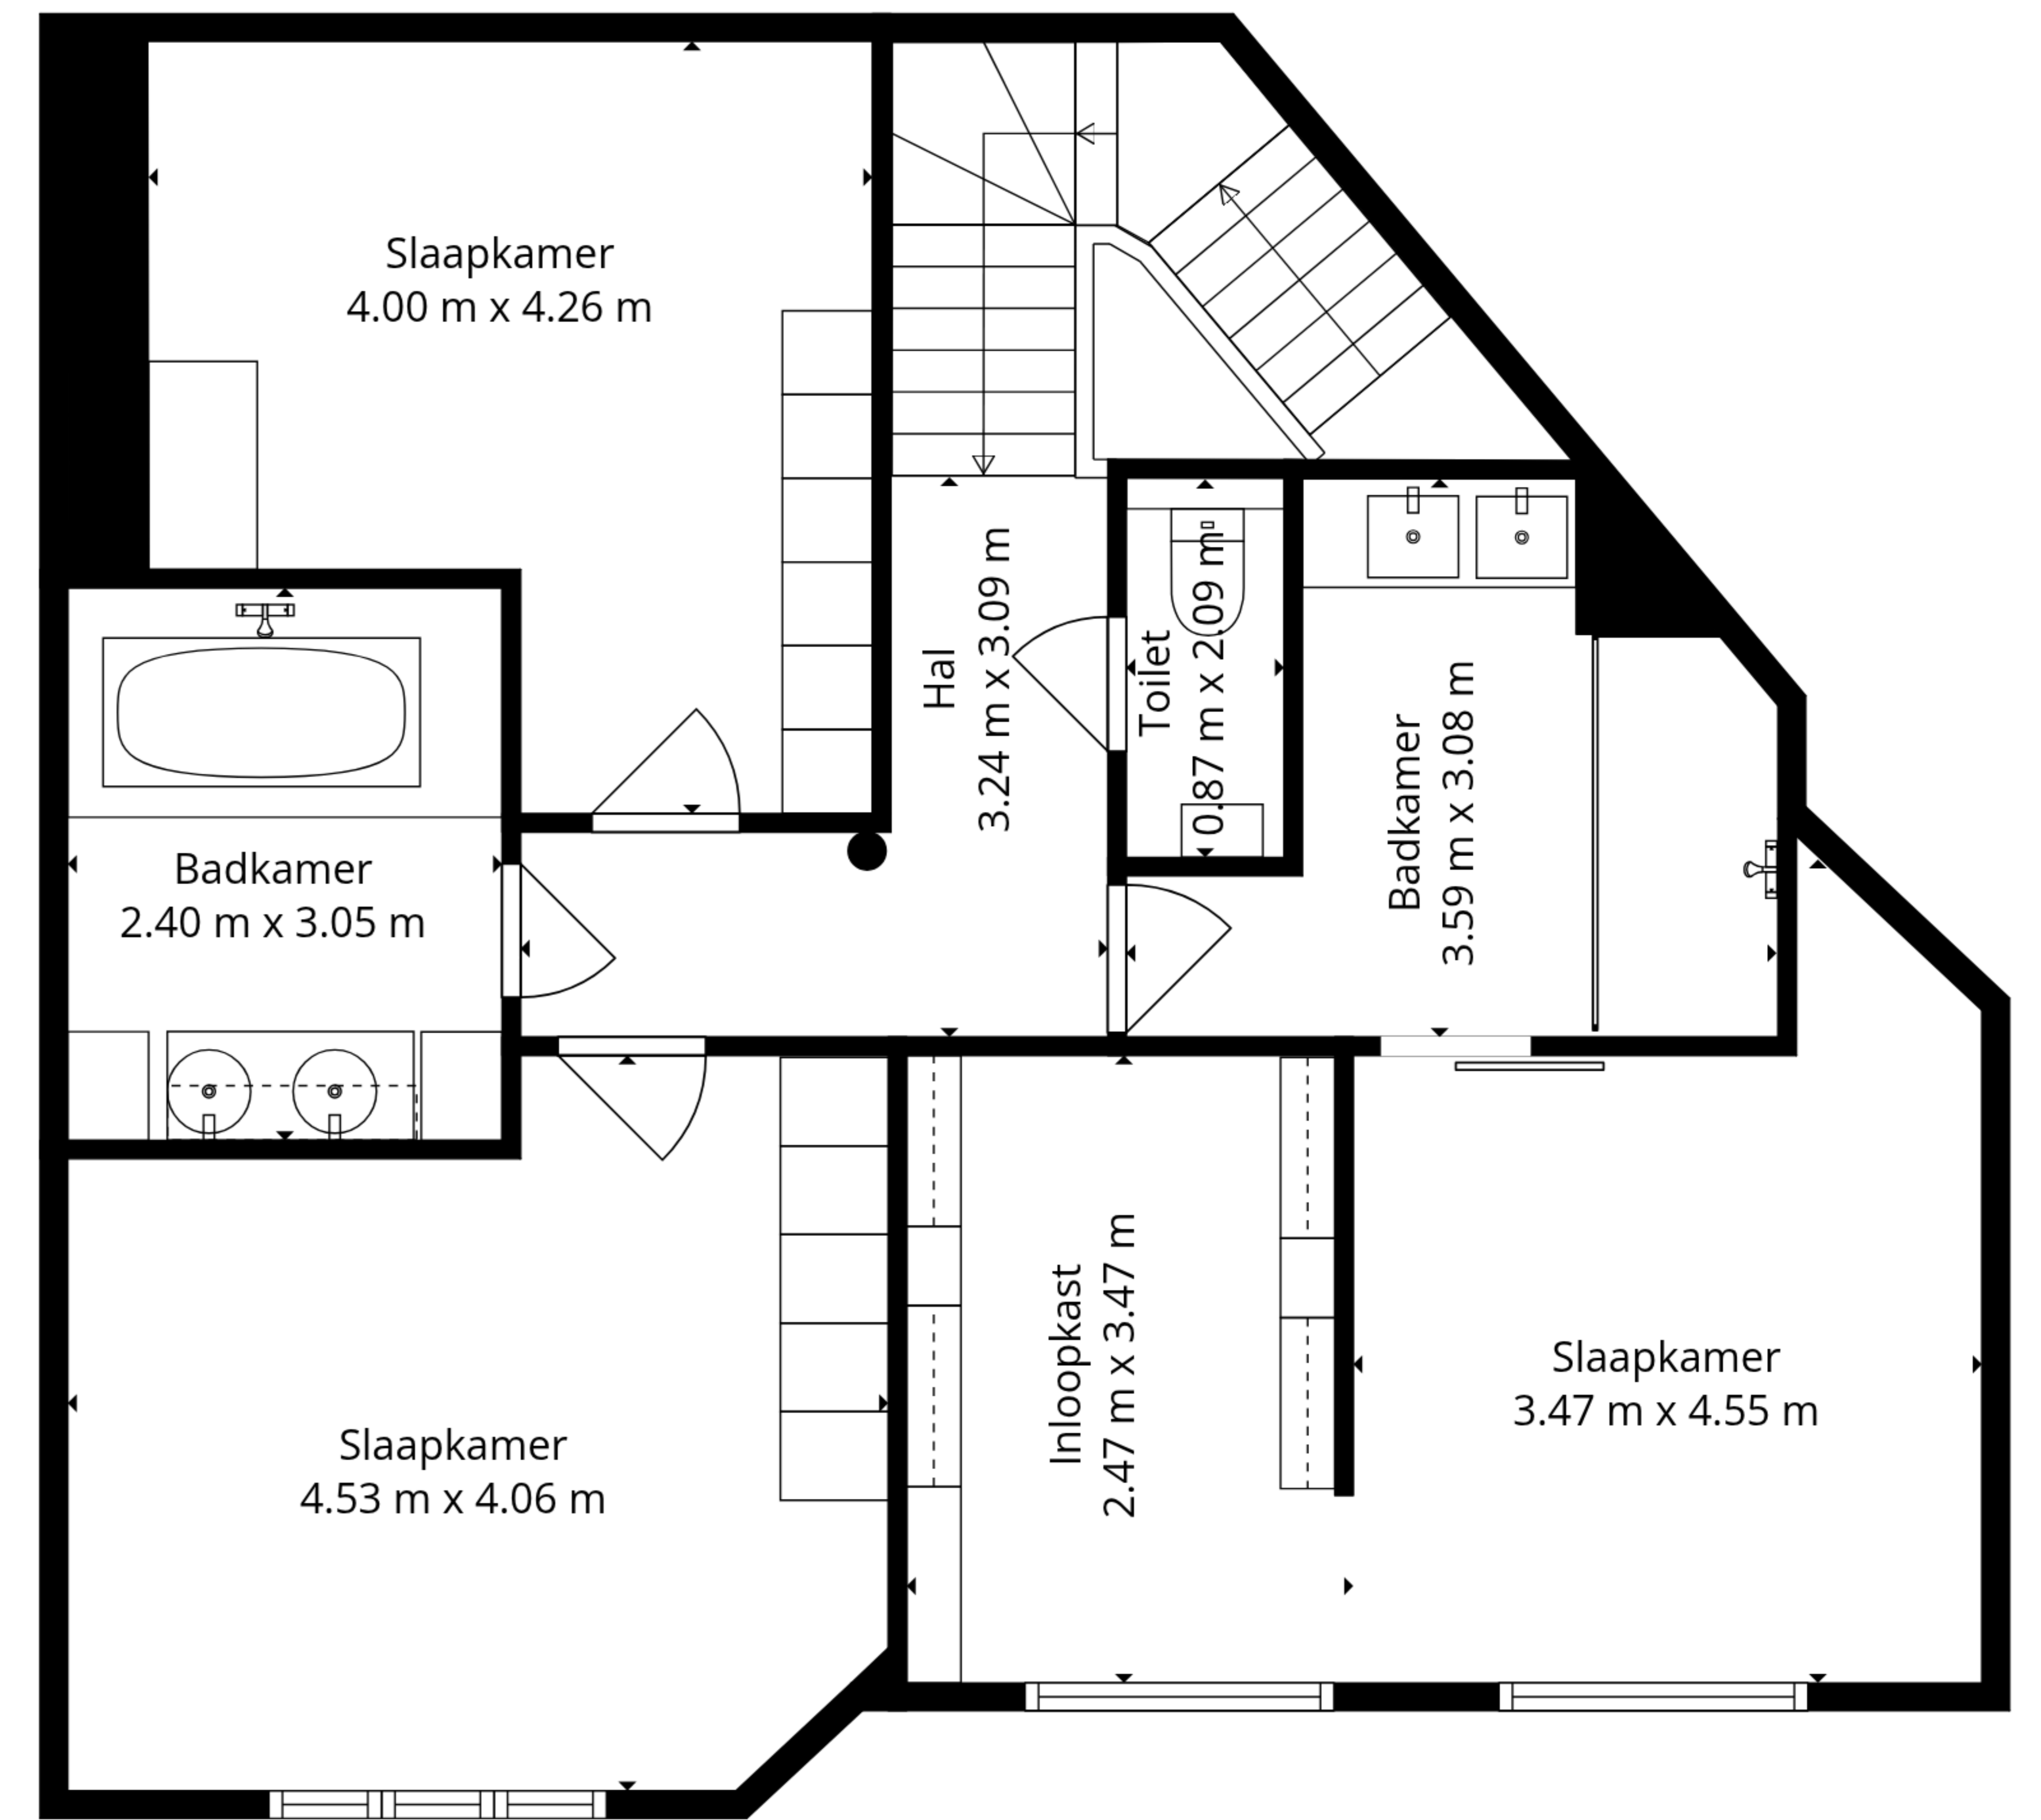 Slaapkamer
4.00 m x 4.26 m
Hal
3.24 m x 3.09 m
Toilet
0.87 m x 2.09 m
Badkamer
3.59 m x 3.08 m
Badkamer
2.40 m x 3.05 m
Inloopkast
2.47 m x 3.47 m
Slaapkamer
3.47 m x 4.55 m
Slaapkamer
4.53 m x 4.06 m